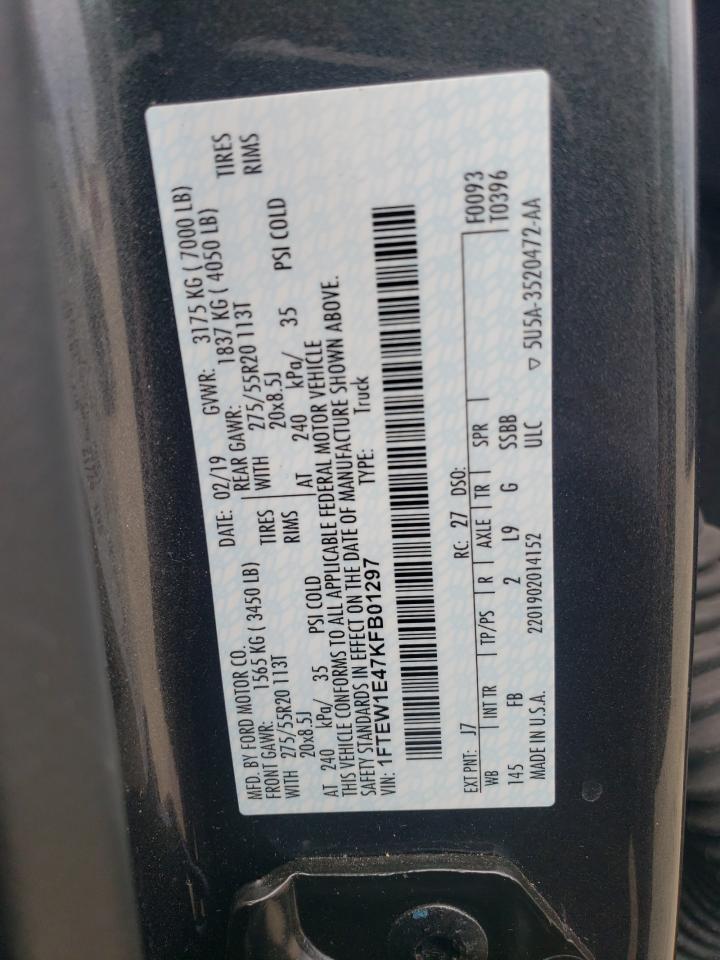 MFD. BY FORD MOTOR CO.
DATE: 02/19 GVWR: 3175 KG ( 7000 LB)
FRONT GAWR: 1565 KG ( 3450 LB) REAR GAWR: 1837 KG ( 4050 LB)
WITH 275/55R20 113T TIRES WITH 275/55R20 113T TIRES
20x8.5J RIMS 20x8.5J RIMS
AT 240 kPa/ 35 PSI COLD AT 240 kPa/ 35 PSI COLD
THIS VEHICLE CONFORMS TO ALL APPLICABLE FEDERAL MOTOR VEHICLE
SAFETY STANDARDS IN EFFECT ON THE DATE OF MANUFACTURE SHOWN ABOVE.
VIN: 1FTEW1E47KFB01297 TYPE: Truck
EXT PNT: J7 RC: 27 DSO: F0093
WB INT TR TP/PS R AXLE TR SPR T0396
145 FB 2 L9 G SSBB
MADE IN U.S.A. 2201902014152 ULC ▽ 5U5A-3520472-AA